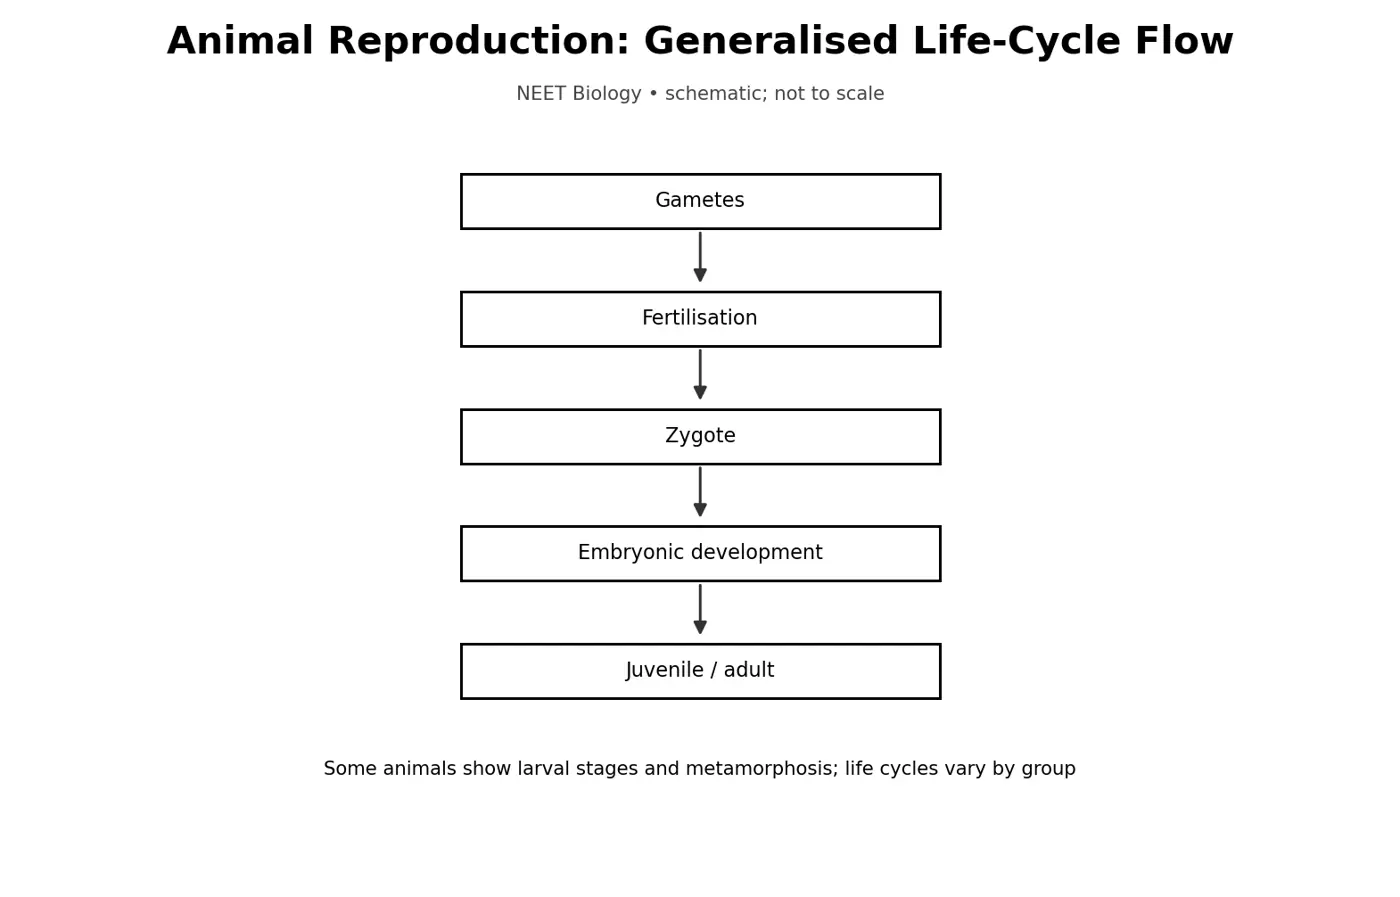 Animal Reproduction: Generalised Life-Cycle Flow
NEET Biology • schematic; not to scale
Gametes
Fertilisation
Zygote
Embryonic development
Juvenile / adult
Some animals show larval stages and metamorphosis; life cycles vary by group